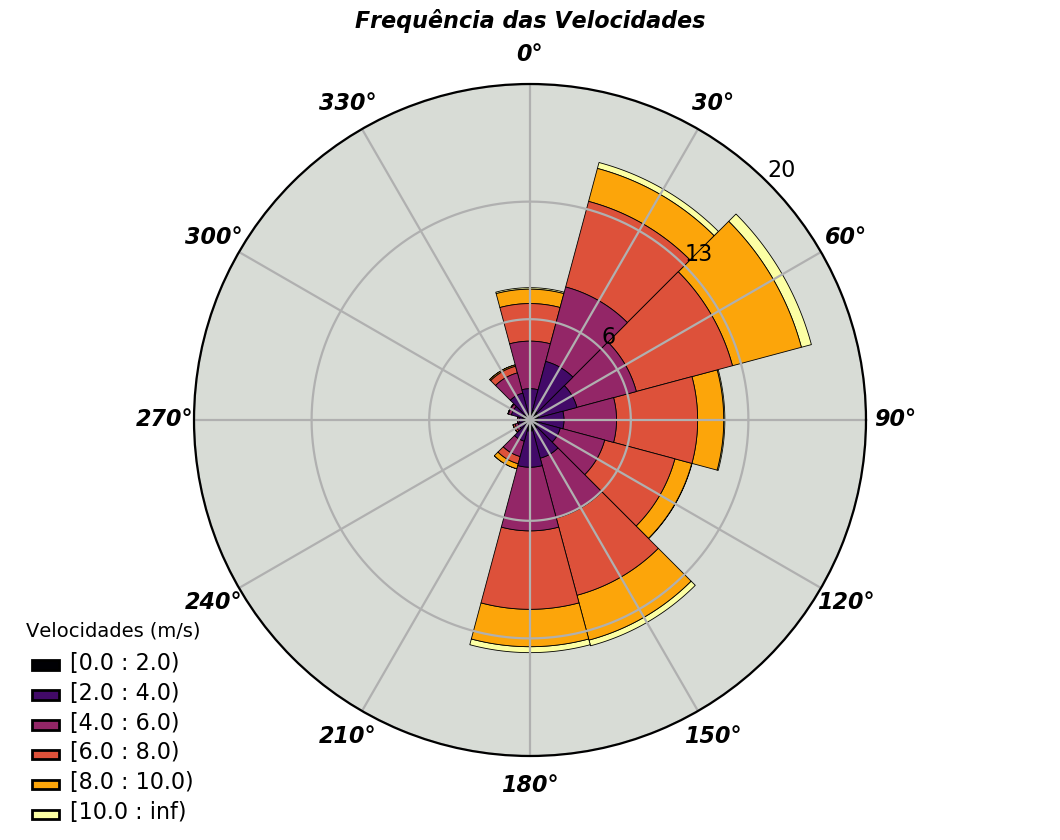 Frequência das Velocidades
0°
330°
30°
20
300°
60°
13
6
270°
90°
240°
120°
210°
150°
180°
Velocidades (m/s)
[0.0 : 2.0)
[2.0 : 4.0)
[4.0 : 6.0)
[6.0 : 8.0)
[8.0 : 10.0)
[10.0 : inf)